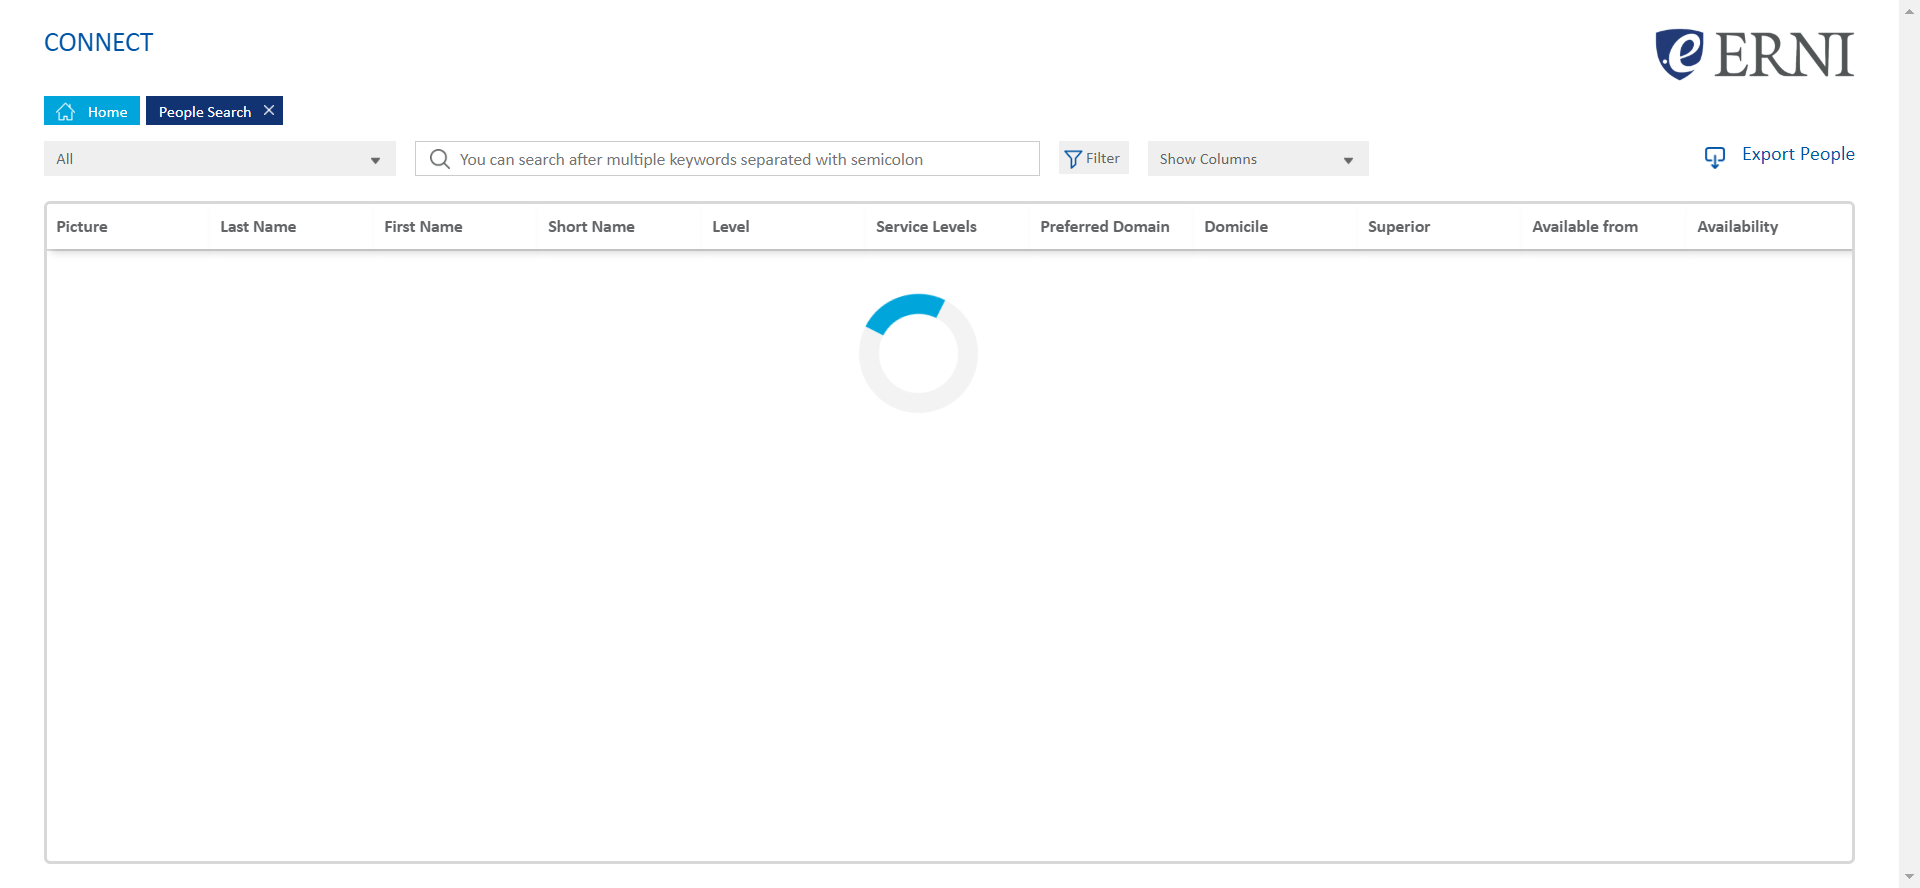 CONNECT
e ERNI
Home
People Search
All
You can search after multiple keywords separated with semicolon
Filter
Show Columns
Export People
Picture
Last Name
First Name
Short Name
Level
Service Levels
Preferred Domain
Domicile
Superior
Available from
Availability